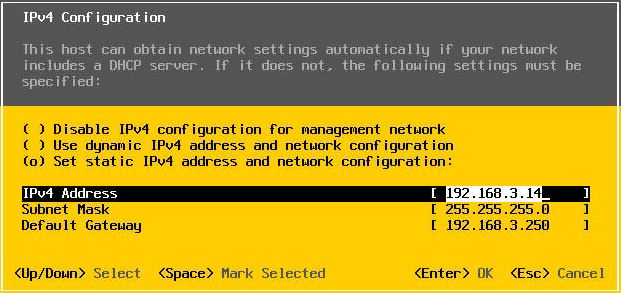 IPv4 Configuration
This host can obtain network settings automatically if your network
includes a DHCP server. If it does not, the following settings must be
specified:
( ) Disable IPv4 configuration for management network
( ) Use dynamic IPv4 address and network configuration
(o) Set static IPv4 address and network configuration:
IPv4 Address [ 192.168.3.14_ ]
Subnet Mask [ 255.255.255.0 ]
Default Gateway [ 192.168.3.250 ]
<Up/Down> Select <Space> Mark Selected <Enter> OK <Esc> Cancel